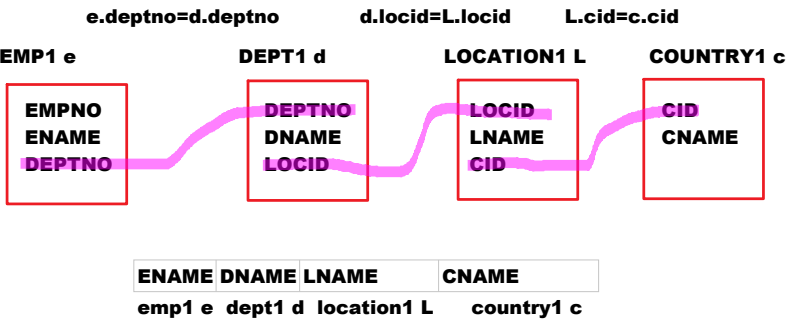 e.deptno=d.deptno d.locid=L.locid L.cid=c.cid
EMP1 e DEPT1 d LOCATION1 L COUNTRY1 c
EMPNO DEPTNO LOCID CID
ENAME DNAME LNAME CNAME
DEPTNO LOCID CID
ENAME DNAME LNAME CNAME
emp1 e dept1 d location1 L country1 c